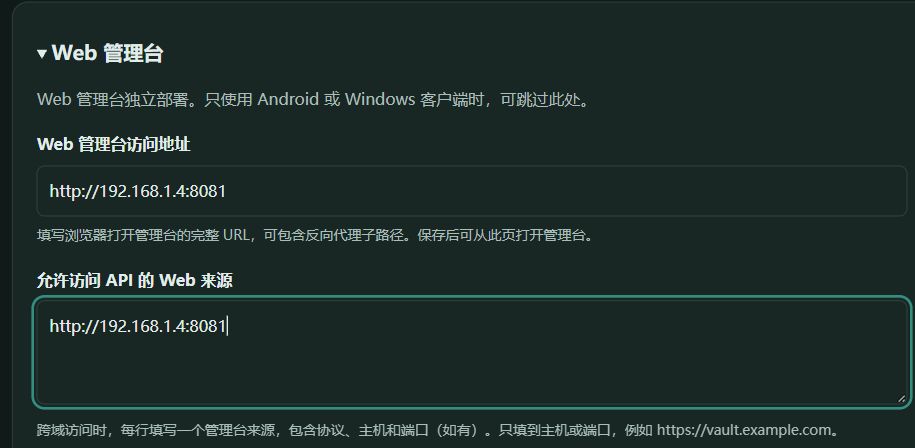 Web 管理台
Web 管理台独立部署。只使用 Android 或 Windows 客户端时，可跳过此处。
Web 管理台访问地址
http://192.168.1.4:8081
填写浏览器打开管理台的完整 URL，可包含反向代理子路径。保存后可从此页打开管理台。
允许访问 API 的 Web 来源
http://192.168.1.4:8081
跨域访问时，每行填写一个管理台来源，包含协议、主机和端口（如有）。只填到主机或端口，例如 https://vault.example.com。